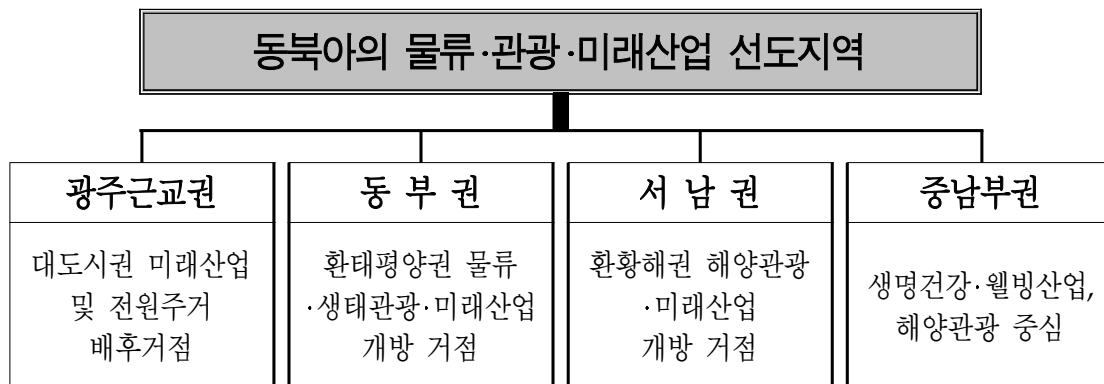 동북아의 물류·관광·미래산업 선도지역
광주근교권
대도시권 미래산업
및 전원주거
배후거점
동 부 권
환태평양권 물류
·생태관광·미래산업
개방 거점
서 남 권
환황해권 해양관광
·미래산업
개방 거점
중남부권
생명건강·웰빙산업,
해양관광 중심